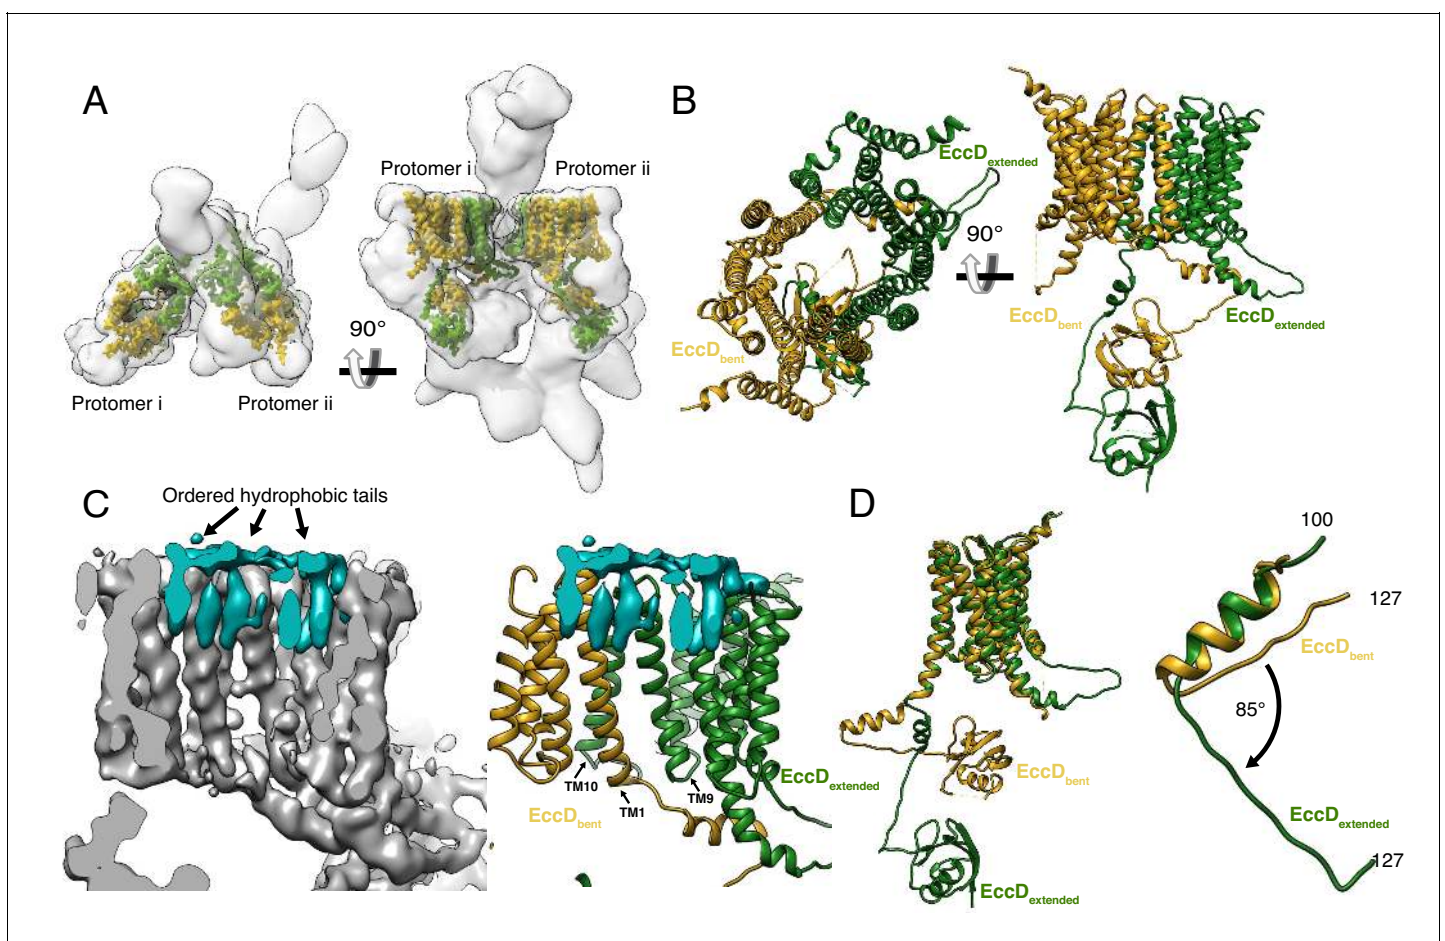 A
Protomer i
Protomer ii
90°
Protomer i
Protomer ii
B
EccDextended
90°
EccDbent
EccDbent
EccDextended
C
Ordered hydrophobic tails
TM10
TM1
TM9
EccDbent
EccDextended
D
EccDbent
EccDextended
100
127
EccDbent
85°
EccDextended
127